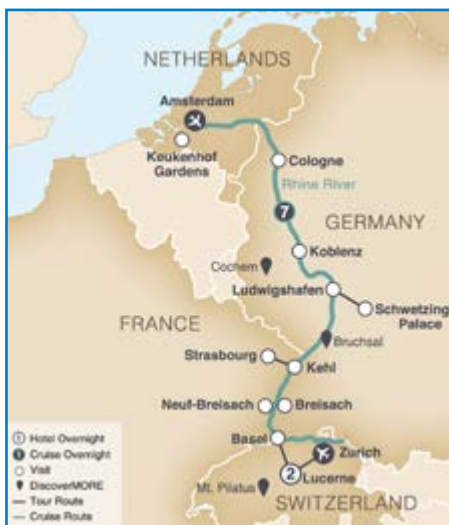 NETHERLANDS
Amsterdam
Keukenhof
Gardens
Cologne
Rhine River
7
GERMANY
Koblenz
Cochem
Ludwigshafen
Schwetzing
Palace
FRANCE
Bruchsal
Strasbourg
Kehl
Neuf-Breisach
Breisach
Basel
Zurich
2
Lucerne
Mt. Pilatus
SWITZERLAND
1 Hotel Overnight
1 Cruise Overnight
Visit
DiscoverMORE
Tour Route
Cruise Route